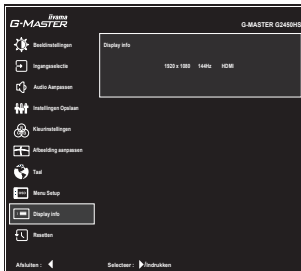 iiyama
G-MASTER
G-MASTER G2450HS
Beeldinstellingen
Display info
Ingangsselectie
1920 x 1080 144Hz HDMI
Audio Aanpassen
Instellingen Opslaan
Kleurinstellingen
Afbeelding aanpassen
Taal
Menu Setup
Display info
Resetten
Afsluiten :
Selecteer : /Indrukken